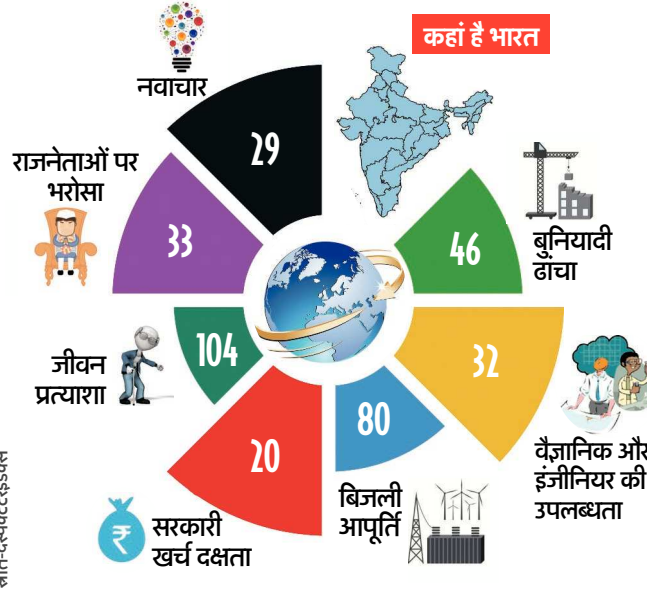 कहां है भारत
नवाचार
29
राजनेताओं पर
भरोसा
33
46
बुनियादी
ढांचा
जीवन
प्रत्याशा
104
32
वैज्ञानिक और
इंजीनियर की
उपलब्धता
20
80
सरकारी
खर्च दक्षता
बिजली
आपूर्ति
₹